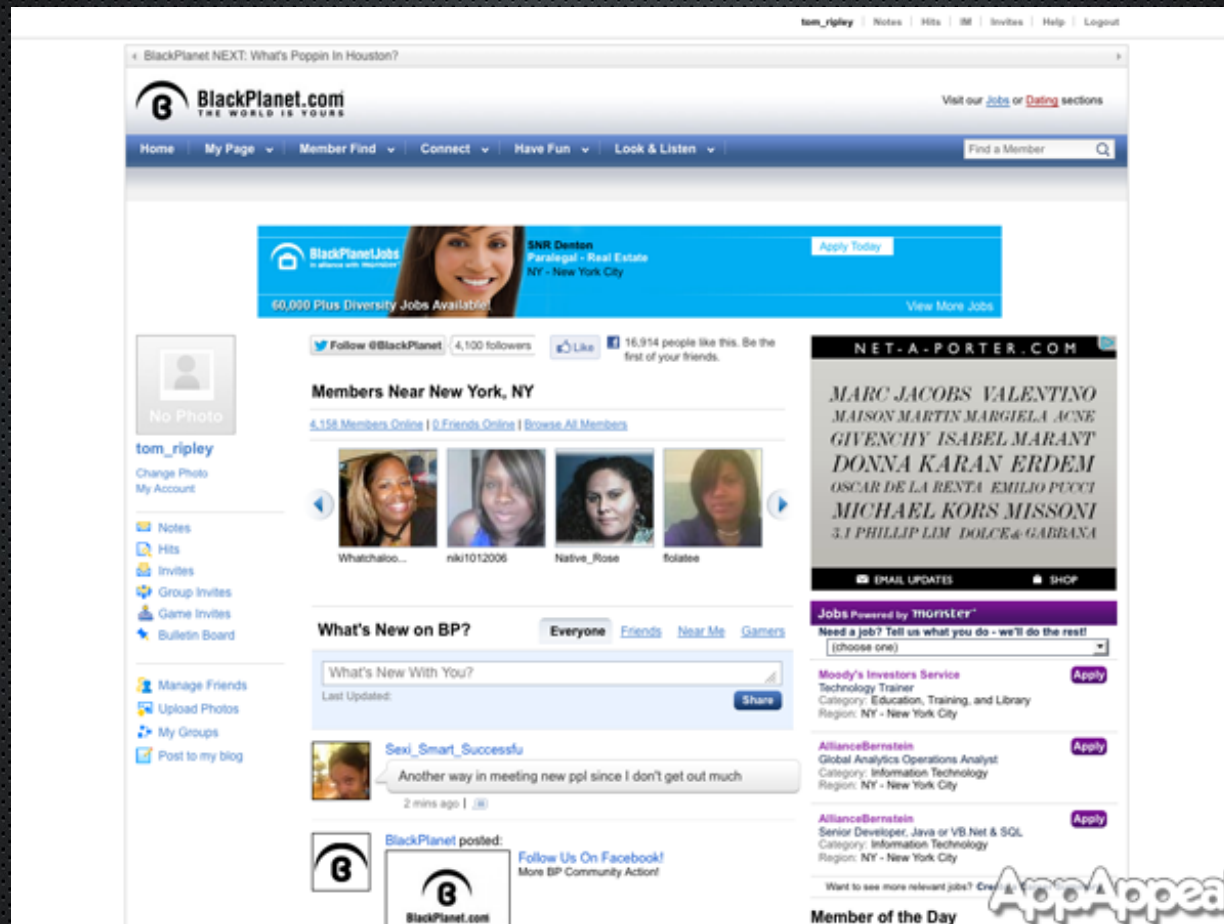 tom_ripley | Notes | Hits | IM | Invites | Help | Logout
BlackPlanet NEXT: What's Poppin In Houston?
BlackPlanet.com
THE WORLD IS YOURS
Visit our Jobs or Dating sections
Home My Page Member Find Connect Have Fun Look & Listen
Find a Member
BlackPlanetJobs
in alliance with monster
60,000 Plus Diversity Jobs Available!
SNR Denton
Paralegal - Real Estate
NY - New York City
Apply Today
View More Jobs
No Photo
tom_ripley
Change Photo
My Account
Notes
Hits
Invites
Group Invites
Game Invites
Bulletin Board
Manage Friends
Upload Photos
My Groups
Post to my blog
Follow @BlackPlanet 4,100 followers
Like
16,914 people like this. Be the
first of your friends.
Members Near New York, NY
4,158 Members Online | 0 Friends Online | Browse All Members
Whatchaloo... niki1012006 Native_Rose flolatee
What's New on BP?
Everyone Friends Near Me Gamers
What's New With You?
Last Updated:
Share
Sexi_Smart_Successfu
Another way in meeting new ppl since I don't get out much
2 mins ago |
BlackPlanet posted:
BlackPlanet.com
Follow Us On Facebook!
More BP Community Action!
NET-A-PORTER.COM
MARC JACOBS VALENTINO
MAISON MARTIN MARGIELA ACNE
GIVENCHY ISABEL MARANT
DONNA KARAN ERDEM
OSCAR DE LA RENTA EMILIO PUCCI
MICHAEL KORS MISSONI
3.1 PHILLIP LIM DOLCE & GABBANA
EMAIL UPDATES SHOP
Jobs Powered by monster
Need a job? Tell us what you do - we'll do the rest!
(choose one)
Moody's Investors Service
Apply
Technology Trainer
Category: Education, Training, and Library
Region: NY - New York City
AllianceBernstein
Apply
Global Analytics Operations Analyst
Category: Information Technology
Region: NY - New York City
AllianceBernstein
Apply
Senior Developer, Java or VB.Net & SQL
Category: Information Technology
Region: NY - New York City
Want to see more relevant jobs?
Member of the Day
AppAppeal